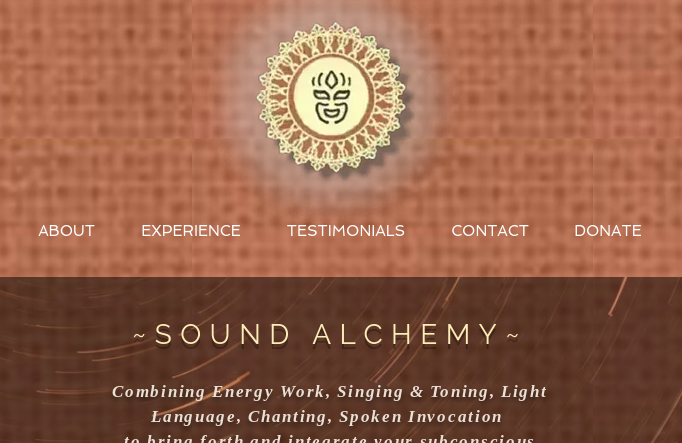 ABOUT EXPERIENCE TESTIMONIALS CONTACT DONATE
~SOUND ALCHEMY~
Combining Energy Work, Singing & Toning, Light
Language, Chanting, Spoken Invocation
to bring forth and integrate your subconscious